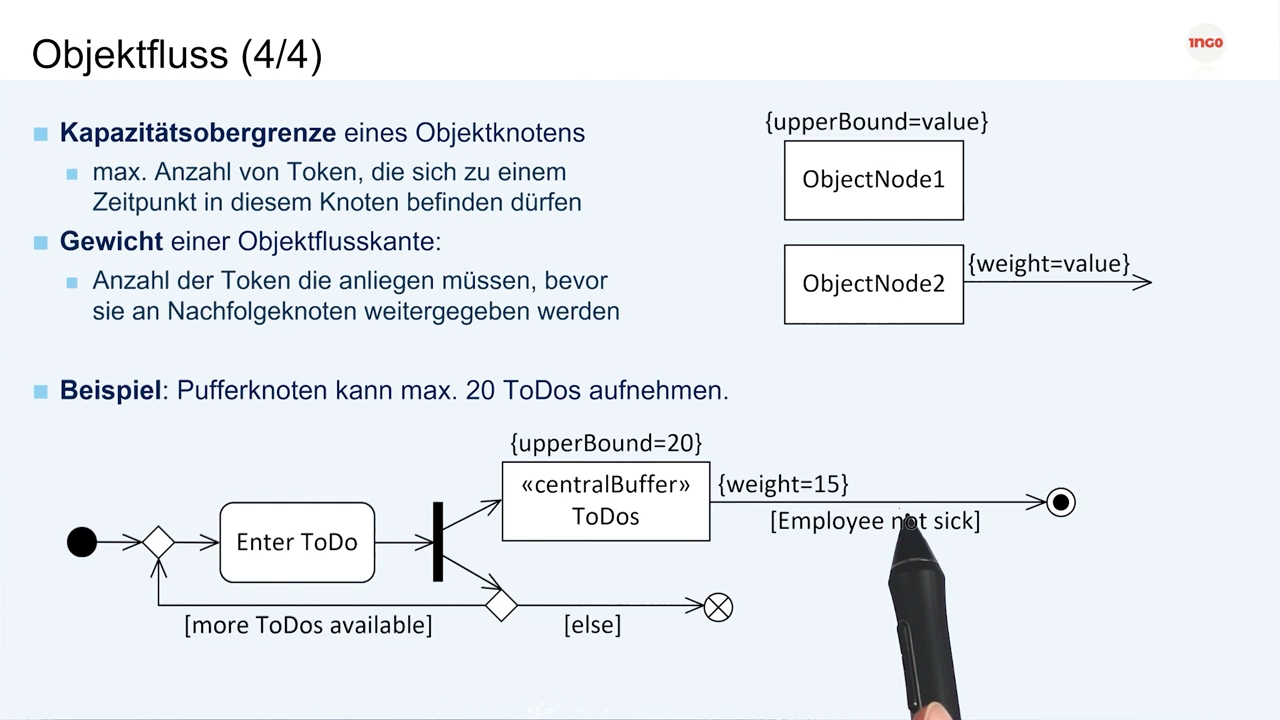 Objektfluss (4/4)
1NGO
Kapazitätsobergrenze eines Objektknotens
max. Anzahl von Token, die sich zu einem
Zeitpunkt in diesem Knoten befinden dürfen
Gewicht einer Objektflusskante:
Anzahl der Token die anliegen müssen, bevor
sie an Nachfolgeknoten weitergegeben werden
{upperBound=value}
ObjectNode1
ObjectNode2
{weight=value}
Beispiel: Pufferknoten kann max. 20 ToDos aufnehmen.
{upperBound=20}
«centralBuffer»
ToDos
{weight=15}
[Employee not sick]
Enter ToDo
[more ToDos available]
[else]